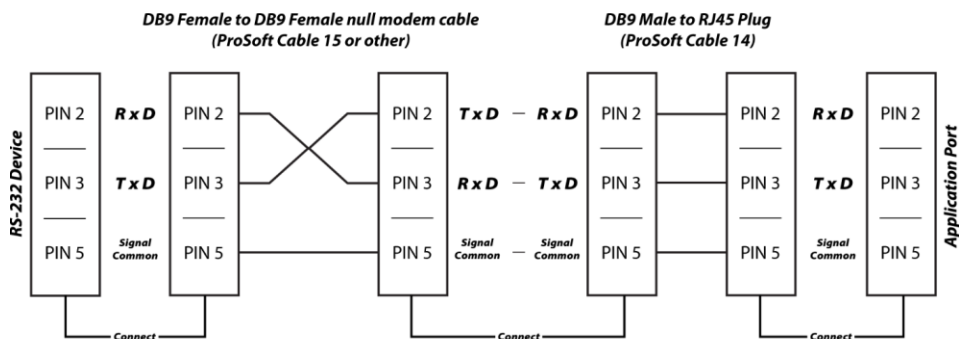 DB9 Female to DB9 Female null modem cable
(ProSoft Cable 15 or other)
DB9 Male to RJ45 Plug
(ProSoft Cable 14)
RS-232 Device
PIN 2 RxD PIN 2 PIN 2 TxD — RxD PIN 2 PIN 2 RxD PIN 2
PIN 3 TxD PIN 3 PIN 3 RxD — TxD PIN 3 PIN 3 TxD PIN 3
PIN 5 Signal Common PIN 5 PIN 5 Signal Common — Signal Common PIN 5 PIN 5 Signal Common PIN 5
Application Port
Connect Connect Connect